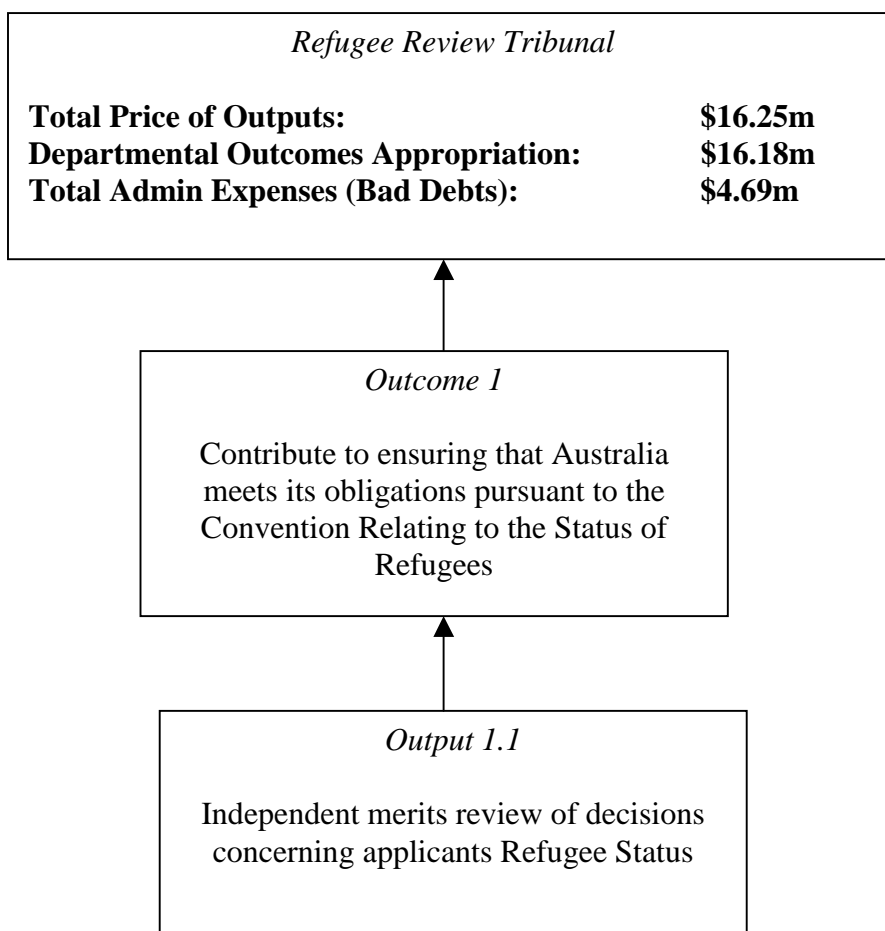 Refugee Review Tribunal
Total Price of Outputs: $16.25m
Departmental Outcomes Appropriation: $16.18m
Total Admin Expenses (Bad Debts): $4.69m
Outcome 1
Contribute to ensuring that Australia
meets its obligations pursuant to the
Convention Relating to the Status of
Refugees
Output 1.1
Independent merits review of decisions
concerning applicants Refugee Status